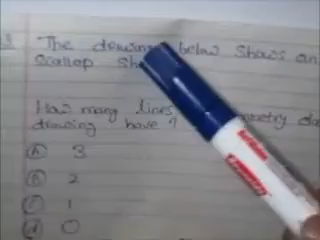 The drawing below shows an
Scallop Sh
How many lines
drawing have ?
(A) 3
(B) 2
(C) 1
(d) 0